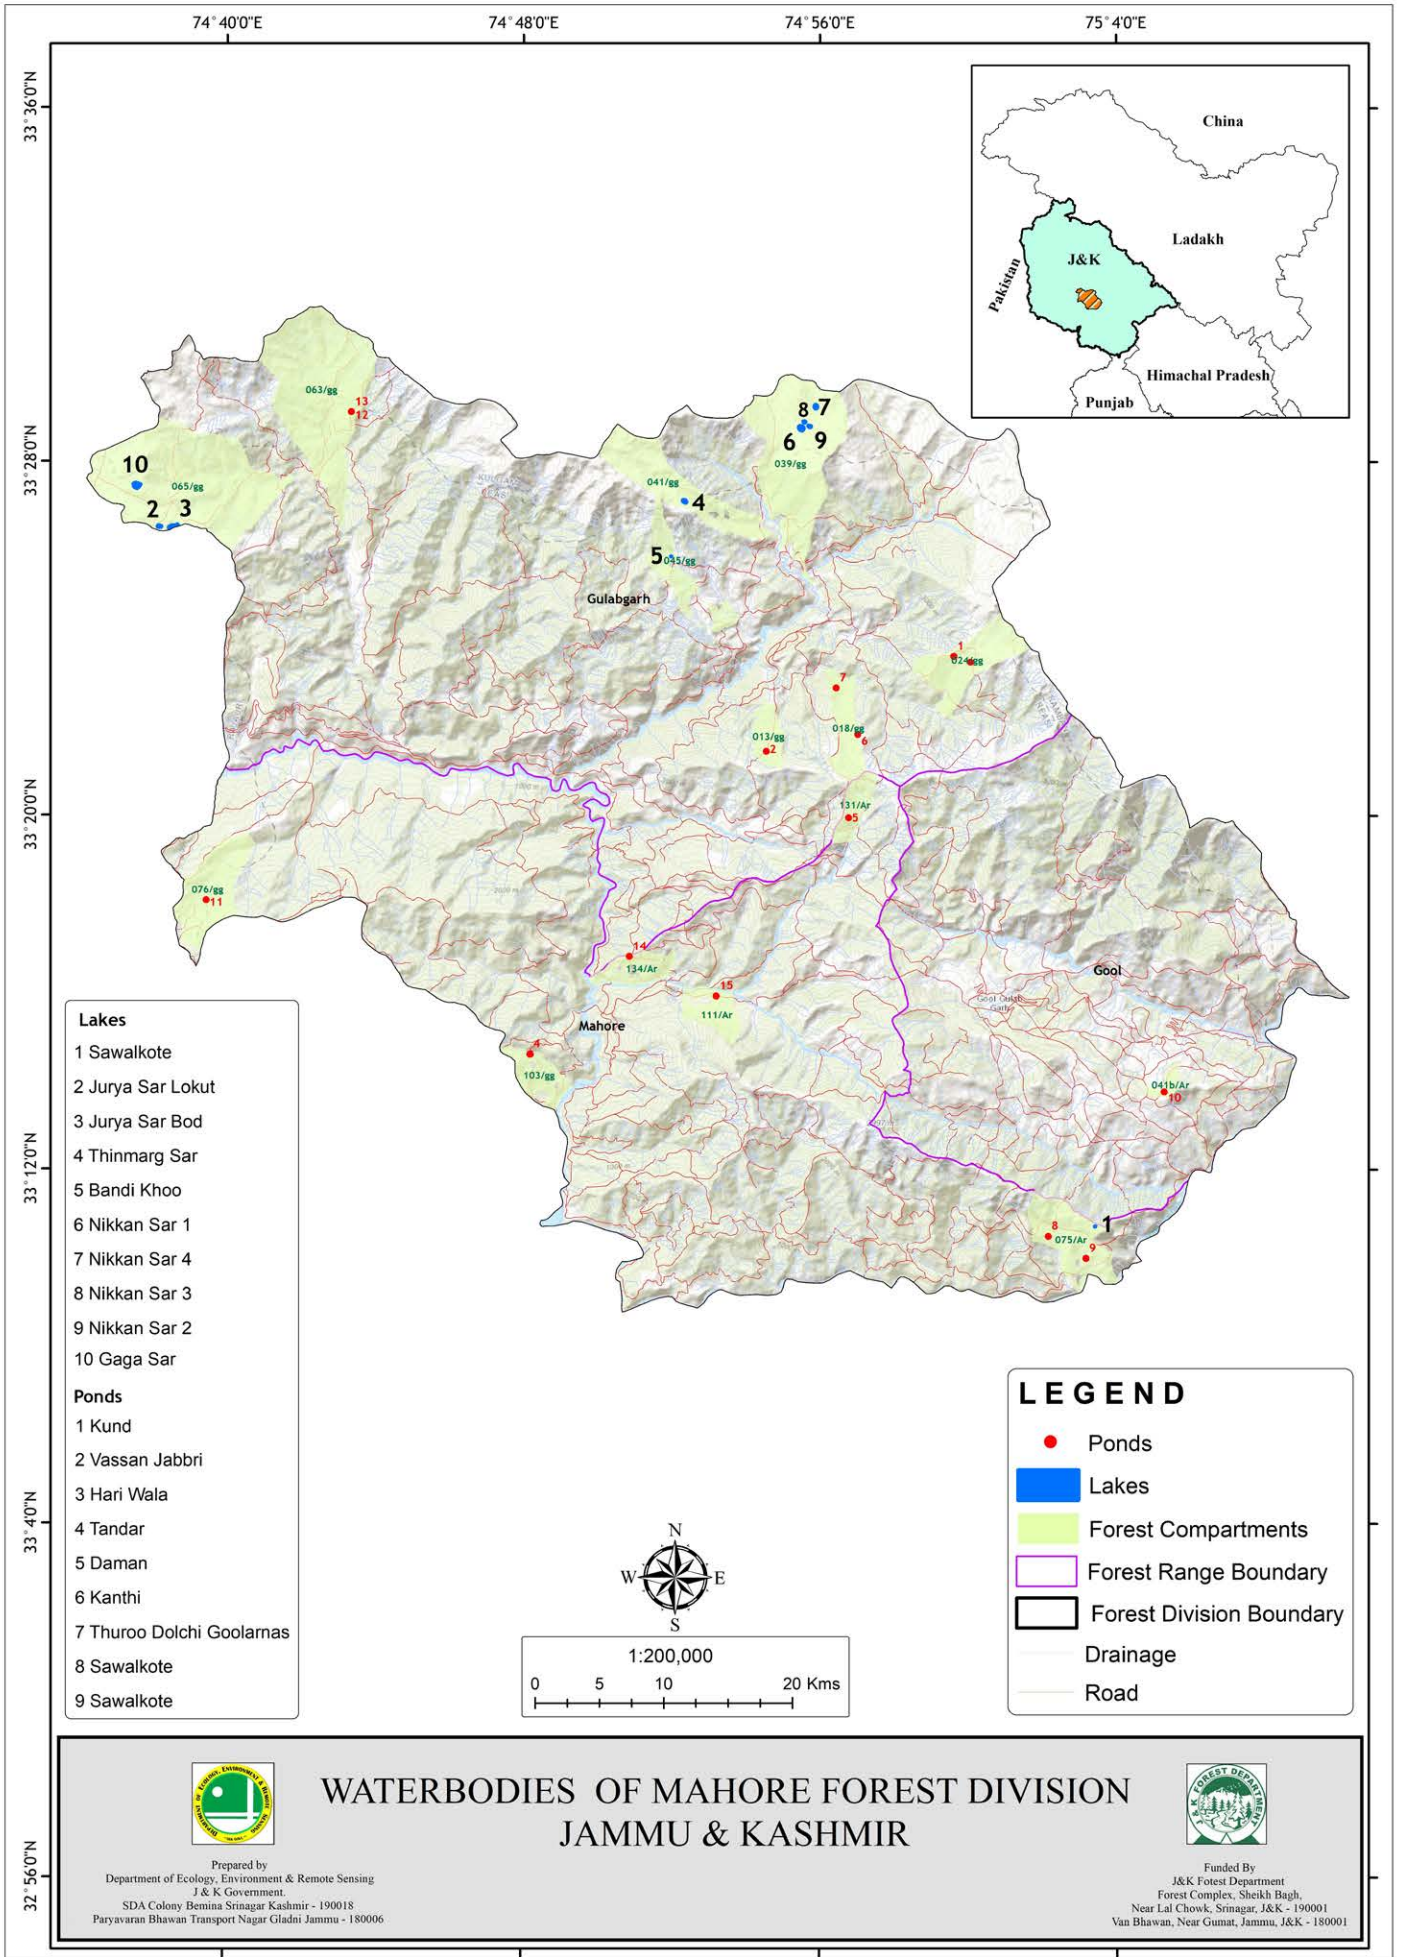 74°40'0"E
74°48'0"E
74°56'0"E
75°4'0"E
33°36'0"N
33°28'0"N
33°20'0"N
33°12'0"N
33°4'0"N
32°56'0"N
China
Ladakh
J&K
Pakistan
Himachal Pradesh
Punjab
063/gg
13
12
10
065/gg
2
3
8
7
6
9
039/gg
041/gg
4
5
045/gg
Gulabgarh
1
024/gg
7
018/gg
6
013/gg
2
131/Ar
5
076/gg
11
14
134/Ar
15
111/Ar
Mahore
4
103/gg
Gool
Gool Gulab
Garh
041b/Ar
10
8
075/Ar
9
1
Lakes
1 Sawalkote
2 Jurya Sar Lokut
3 Jurya Sar Bod
4 Thinmarg Sar
5 Bandi Khoo
6 Nikkan Sar 1
7 Nikkan Sar 4
8 Nikkan Sar 3
9 Nikkan Sar 2
10 Gaga Sar
Ponds
1 Kund
2 Vassan Jabbri
3 Hari Wala
4 Tandar
5 Daman
6 Kanthi
7 Thuroo Dolchi Goolarnas
8 Sawalkote
9 Sawalkote
N
W
E
S
1:200,000
0 5 10 20 Kms
LEGEND
Ponds
Lakes
Forest Compartments
Forest Range Boundary
Forest Division Boundary
Drainage
Road
WATERBODIES OF MAHORE FOREST DIVISION
JAMMU & KASHMIR
DEPARTMENT OF ECOLOGY, ENVIRONMENT & REMOTE SENSING
Prepared by
Department of Ecology, Environment & Remote Sensing
J & K Government.
SDA Colony Bemina Srinagar Kashmir - 190018
Paryavaran Bhawan Transport Nagar Gladni Jammu - 180006
J & K FOREST DEPARTMENT
Funded By
J&K Fotest Department
Forest Complex, Sheikh Bagh,
Near Lal Chowk, Srinagar, J&K - 190001
Van Bhawan, Near Gumat, Jammu, J&K - 180001